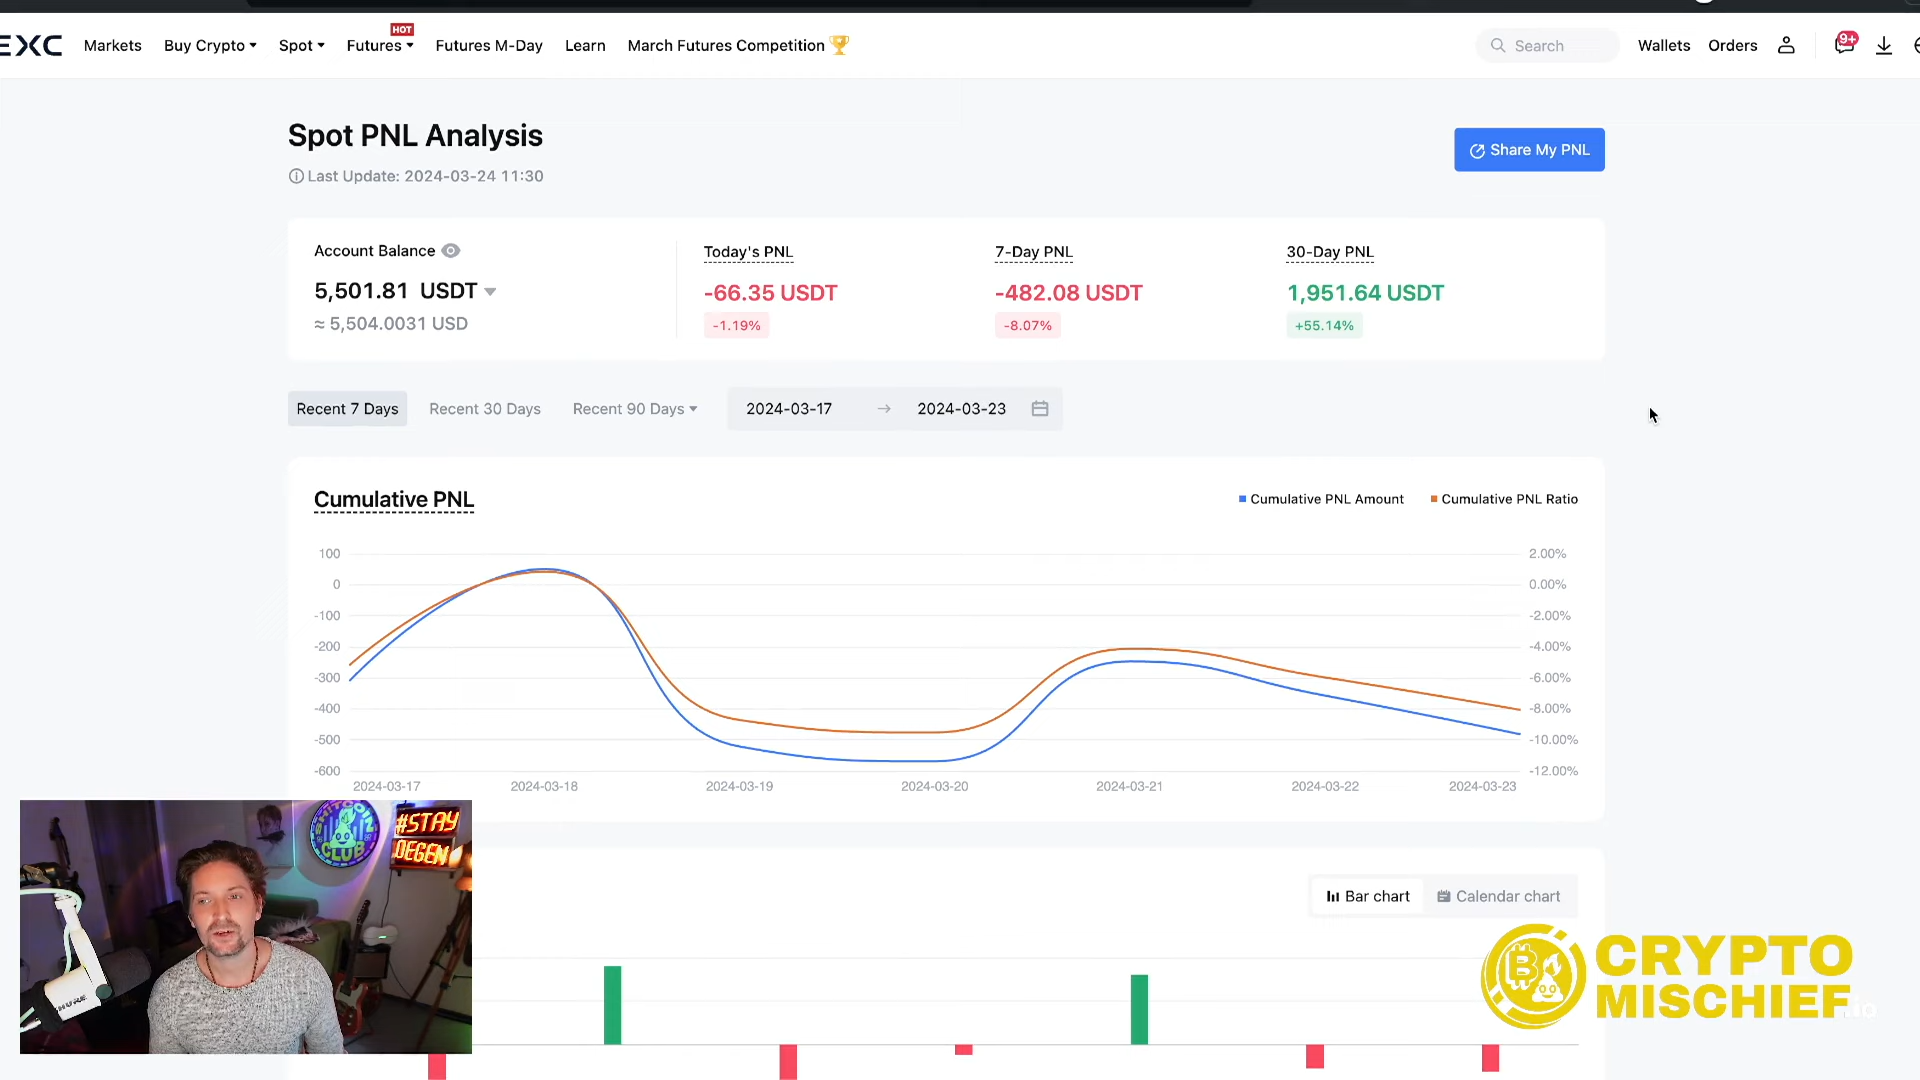 EXC Markets Buy Crypto Spot Futures HOT Futures M-Day Learn March Futures Competition Search Wallets Orders 9+
Spot PNL Analysis
Share My PNL
Last Update: 2024-03-24 11:30
Account Balance
5,501.81 USDT
≈ 5,504.0031 USD
Today's PNL
-66.35 USDT
-1.19%
7-Day PNL
-482.08 USDT
-8.07%
30-Day PNL
1,951.64 USDT
+55.14%
Recent 7 Days Recent 30 Days Recent 90 Days 2024-03-17 → 2024-03-23
Cumulative PNL
Cumulative PNL Amount Cumulative PNL Ratio
100 2.00%
0 0.00%
-100 -2.00%
-200 -4.00%
-300 -6.00%
-400 -8.00%
-500 -10.00%
-600 -12.00%
2024-03-17 2024-03-18 2024-03-19 2024-03-20 2024-03-21 2024-03-22 2024-03-23
Bar chart Calendar chart
SHITCOIN
CLUB
#STAY
DEGEN
SHURE
CRYPTO
MISCHIEF
.io